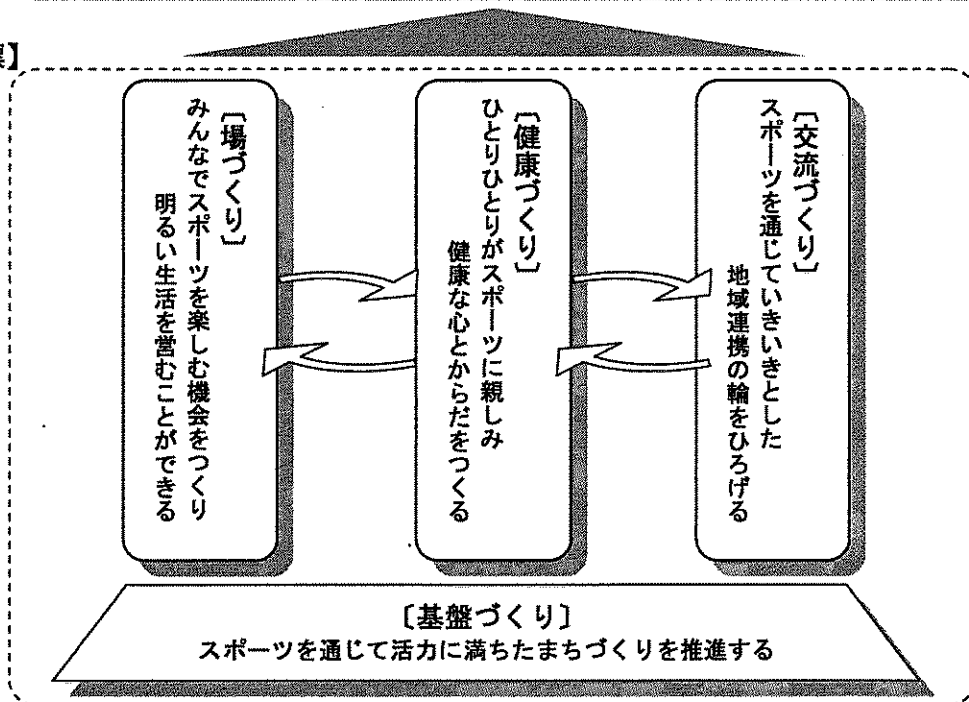 】
〔場づくり〕
みんなでスポーツを楽しむ機会をつくり
明るい生活を営むことができる
〔健康づくり〕
ひとりひとりがスポーツに親しみ
健康な心とからだをつくる
〔交流づくり〕
スポーツを通じていきいきとした
地域連携の輪をひろげる
〔基盤づくり〕
スポーツを通じて活力に満ちたまちづくりを推進する